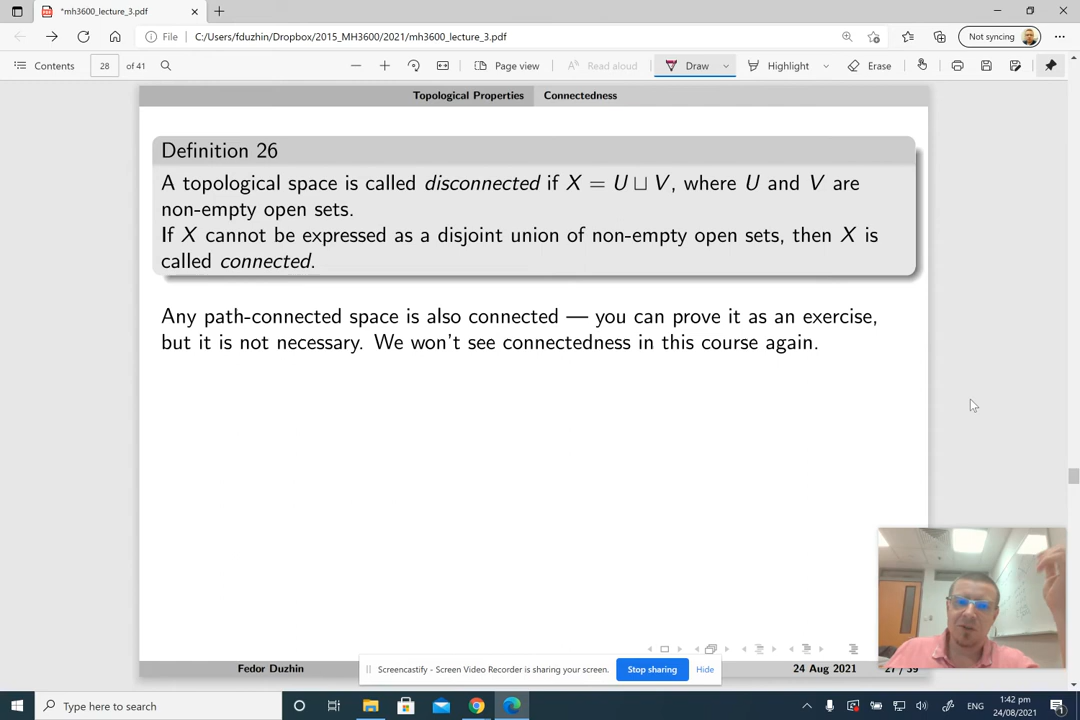 *mh3600_lecture_3.pdf
File C:/Users/fduzhin/Dropbox/2015_MH3600/2021/mh3600_lecture_3.pdf Not syncing
Contents 28 of 41 Page view Read aloud Draw Highlight Erase
Topological Properties Connectedness
Definition 26
A topological space is called disconnected if X = U ⊔ V, where U and V are
non-empty open sets.
If X cannot be expressed as a disjoint union of non-empty open sets, then X is
called connected.
Any path-connected space is also connected — you can prove it as an exercise,
but it is not necessary. We won't see connectedness in this course again.
Fedor Duzhin 24 Aug 2021 27 / 39
Screencastify - Screen Video Recorder is sharing your screen. Stop sharing Hide
Type here to search ENG 1:42 pm
24/08/2021